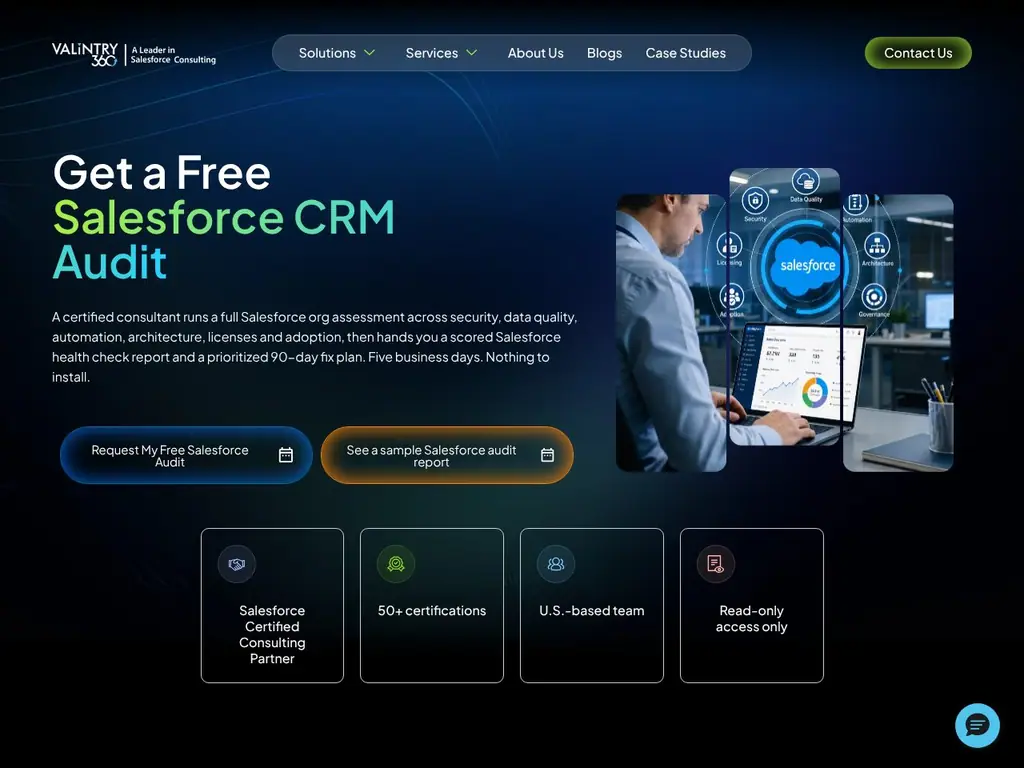 VALiNTRY
360
A Leader in
Salesforce Consulting
Solutions
Services
About Us
Blogs
Case Studies
Contact Us
Get a Free
Salesforce CRM
Audit
A certified consultant runs a full Salesforce org assessment across security, data quality,
automation, architecture, licenses and adoption, then hands you a scored Salesforce
health check report and a prioritized 90-day fix plan. Five business days. Nothing to
install.
Request My Free Salesforce
Audit
See a sample Salesforce audit
report
Data Quality
Security
Automation
Licensing
salesforce
Architecture
Adoption
Governance
Salesforce
Certified
Consulting
Partner
50+ certifications
U.S.-based team
Read-only
access only